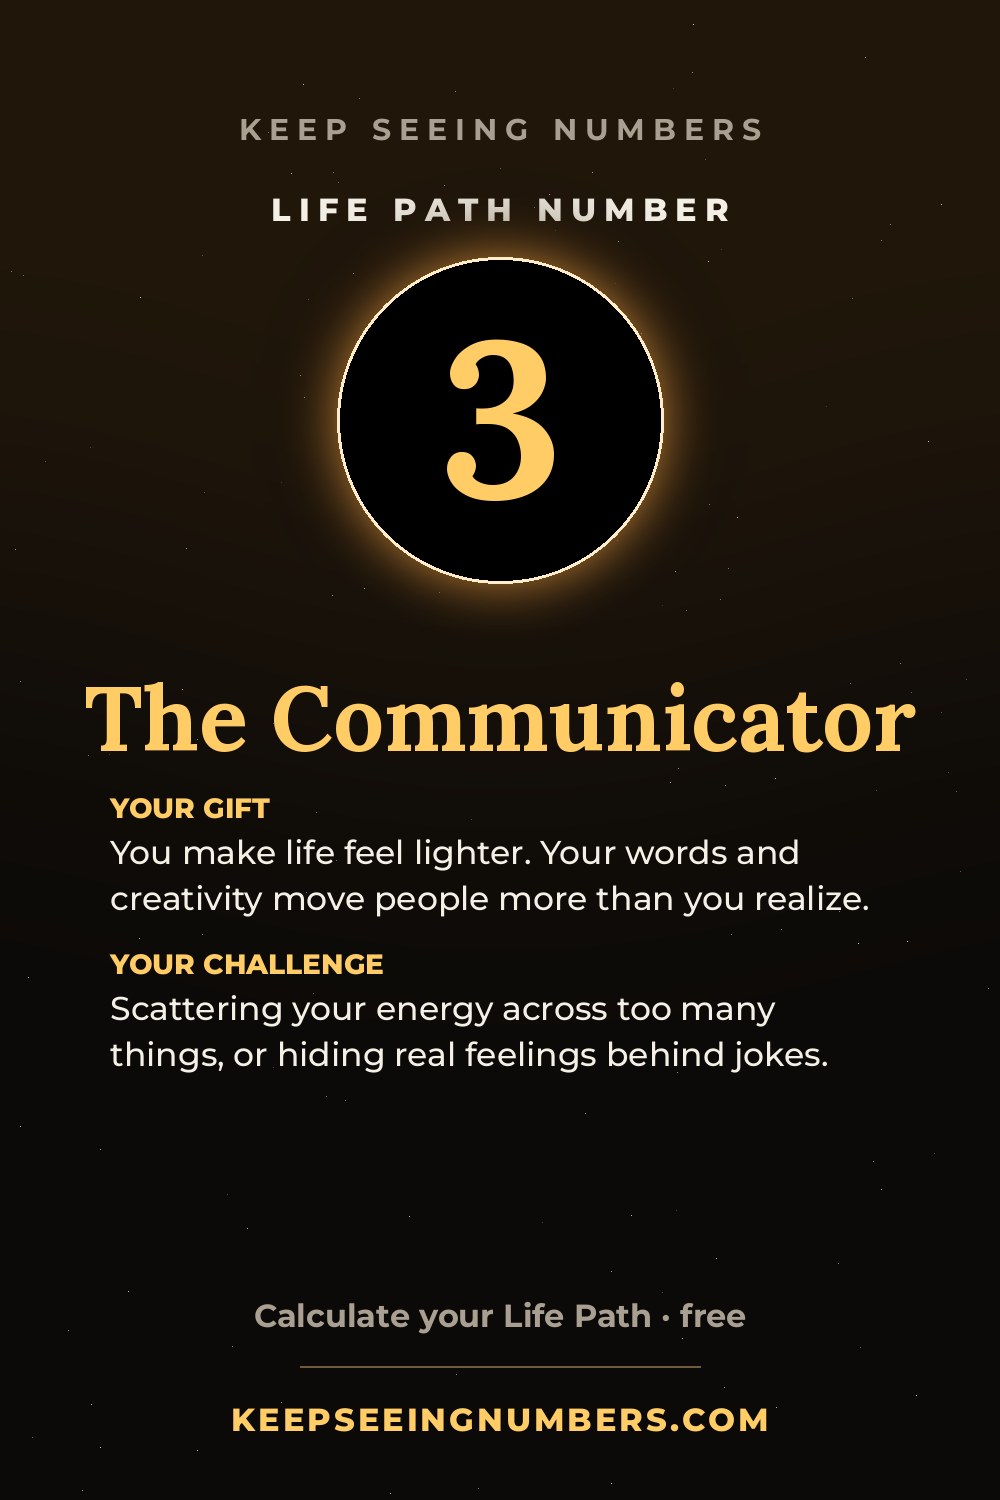 KEEP SEEING NUMBERS
LIFE PATH NUMBER
3
The Communicator
YOUR GIFT
You make life feel lighter. Your words and
creativity move people more than you realize.
YOUR CHALLENGE
Scattering your energy across too many
things, or hiding real feelings behind jokes.
Calculate your Life Path · free
KEEPSEEINGNUMBERS.COM